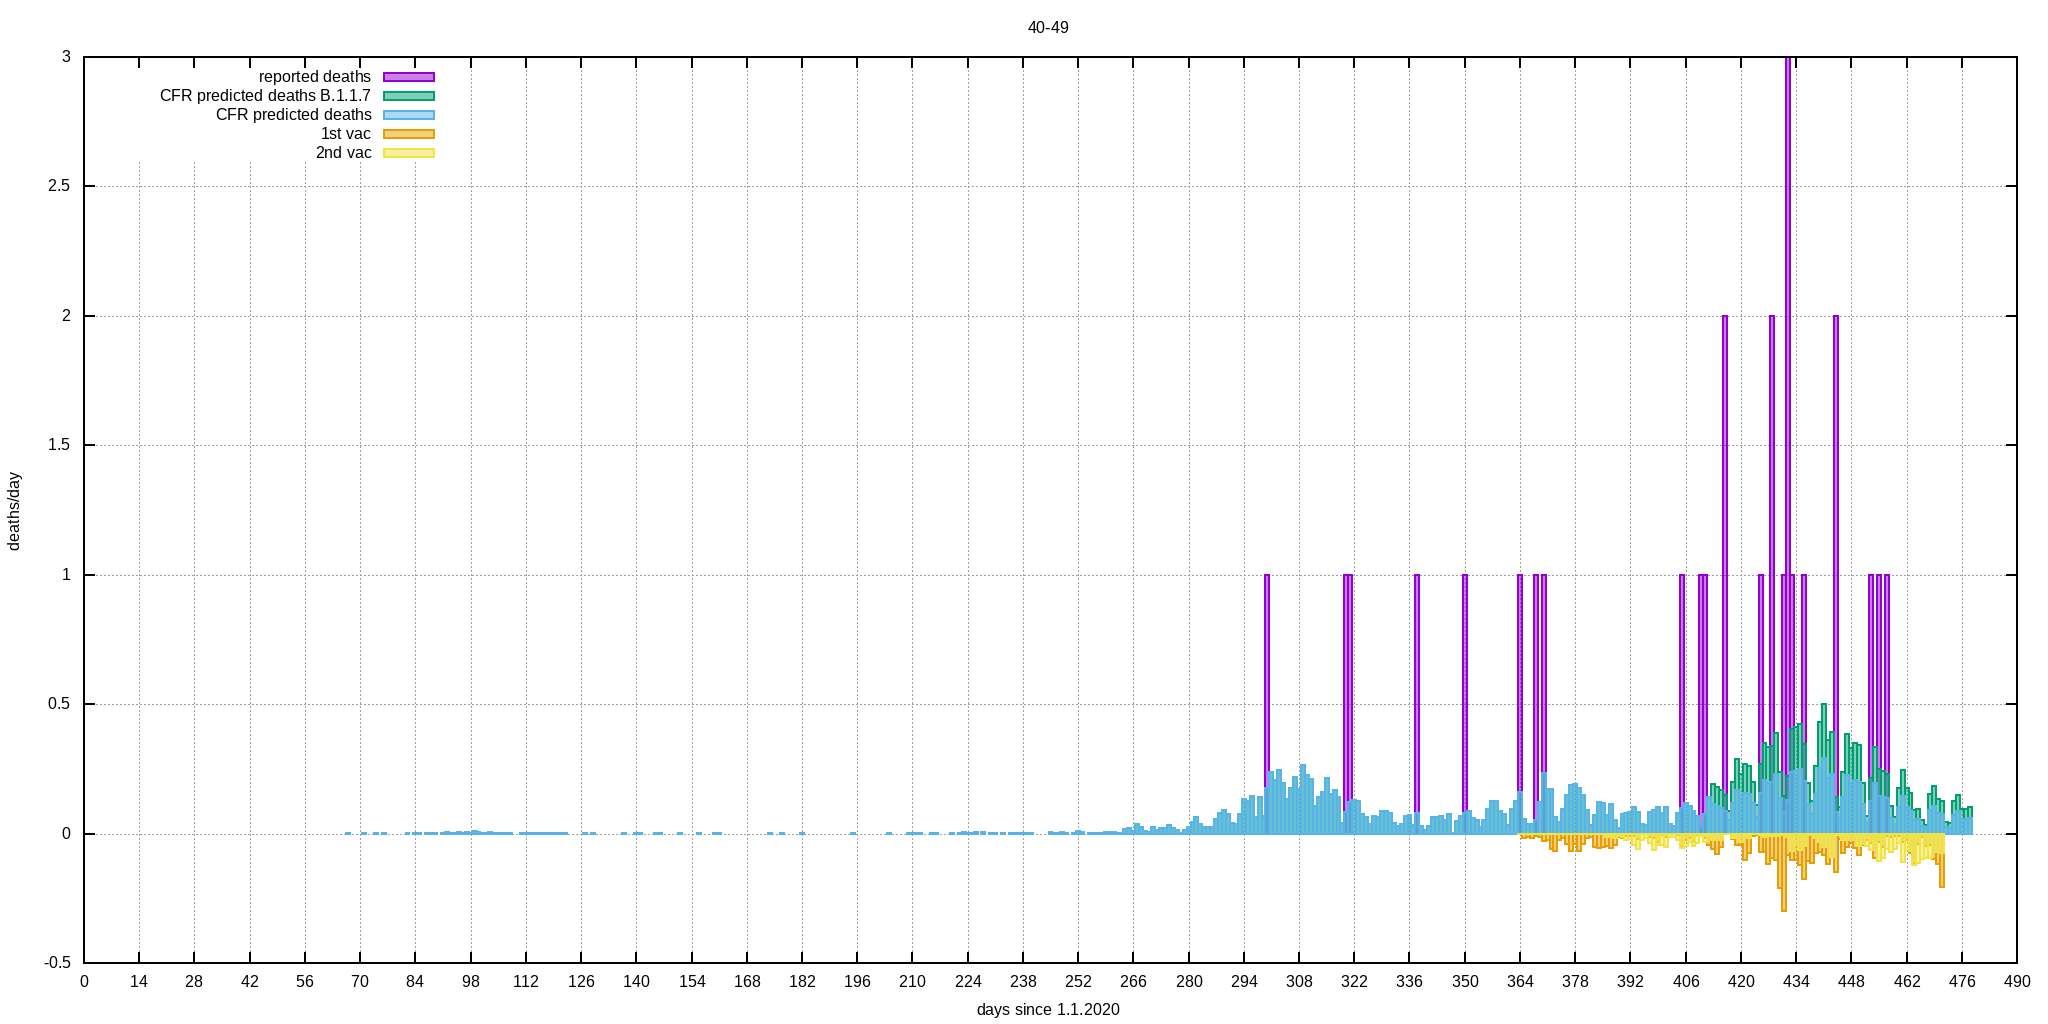 40-49
reported deaths
CFR predicted deaths B.1.1.7
CFR predicted deaths
1st vac
2nd vac
3
2.5
2
1.5
1
0.5
0
-0.5
deaths/day
0 14 28 42 56 70 84 98 112 126 140 154 168 182 196 210 224 238 252 266 280 294 308 322 336 350 364 378 392 406 420 434 448 462 476 490
days since 1.1.2020